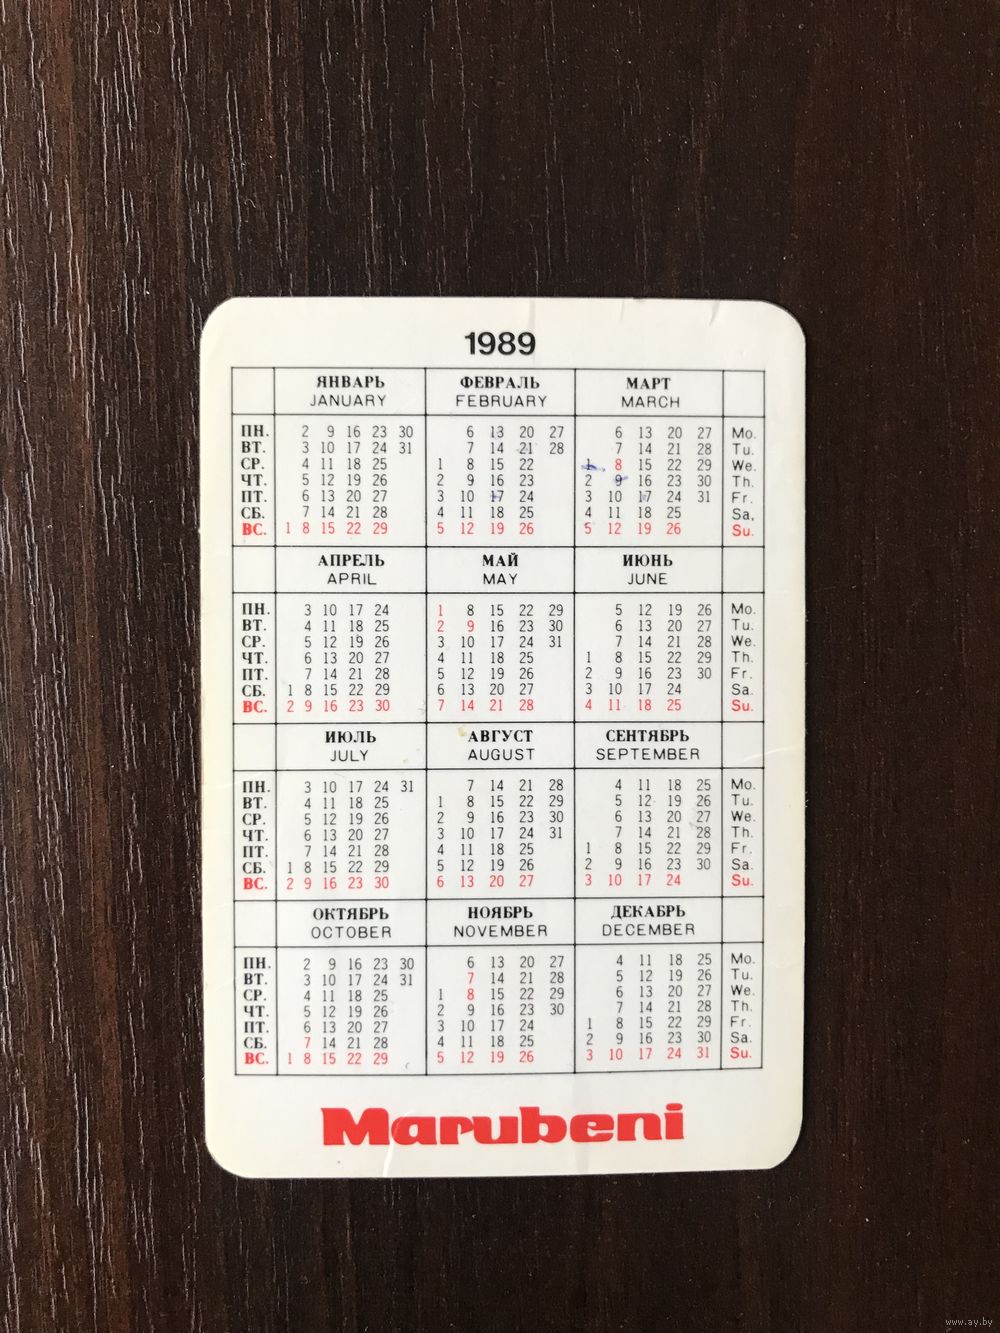 1989
ЯНВАРЬ ФЕВРАЛЬ МАРТ
JANUARY FEBRUARY MARCH
ПН. 2 9 16 23 30 6 13 20 27 6 13 20 27 Mo.
ВТ. 3 10 17 24 31 7 14 21 28 7 14 21 28 Tu.
СР. 4 11 18 25 1 8 15 22 1 8 15 22 29 We.
ЧТ. 5 12 19 26 2 9 16 23 2 9 16 23 30 Th.
ПТ. 6 13 20 27 3 10 17 24 3 10 17 24 31 Fr.
СБ. 7 14 21 28 4 11 18 25 4 11 18 25 Sa.
ВС. 1 8 15 22 29 5 12 19 26 5 12 19 26 Su.
АПРЕЛЬ МАЙ ИЮНЬ
APRIL MAY JUNE
ПН. 3 10 17 24 1 8 15 22 29 5 12 19 26 Mo.
ВТ. 4 11 18 25 2 9 16 23 30 6 13 20 27 Tu.
СР. 5 12 19 26 3 10 17 24 31 7 14 21 28 We.
ЧТ. 6 13 20 27 4 11 18 25 1 8 15 22 29 Th.
ПТ. 7 14 21 28 5 12 19 26 2 9 16 23 30 Fr.
СБ. 1 8 15 22 29 6 13 20 27 3 10 17 24 Sa.
ВС. 2 9 16 23 30 7 14 21 28 4 11 18 25 Su.
ИЮЛЬ АВГУСТ СЕНТЯБРЬ
JULY AUGUST SEPTEMBER
ПН. 3 10 17 24 31 7 14 21 28 4 11 18 25 Mo.
ВТ. 4 11 18 25 1 8 15 22 29 5 12 19 26 Tu.
СР. 5 12 19 26 2 9 16 23 30 6 13 20 27 We.
ЧТ. 6 13 20 27 3 10 17 24 31 7 14 21 28 Th.
ПТ. 7 14 21 28 4 11 18 25 1 8 15 22 29 Fr.
СБ. 1 8 15 22 29 5 12 19 26 2 9 16 23 30 Sa.
ВС. 2 9 16 23 30 6 13 20 27 3 10 17 24 Su.
ОКТЯБРЬ НОЯБРЬ ДЕКАБРЬ
OCTOBER NOVEMBER DECEMBER
ПН. 2 9 16 23 30 6 13 20 27 4 11 18 25 Mo.
ВТ. 3 10 17 24 31 7 14 21 28 5 12 19 26 Tu.
СР. 4 11 18 25 1 8 15 22 29 6 13 20 27 We.
ЧТ. 5 12 19 26 2 9 16 23 30 7 14 21 28 Th.
ПТ. 6 13 20 27 3 10 17 24 1 8 15 22 29 Fr.
СБ. 7 14 21 28 4 11 18 25 2 9 16 23 30 Sa.
ВС. 1 8 15 22 29 5 12 19 26 3 10 17 24 31 Su.
Marubeni
www.ay.by